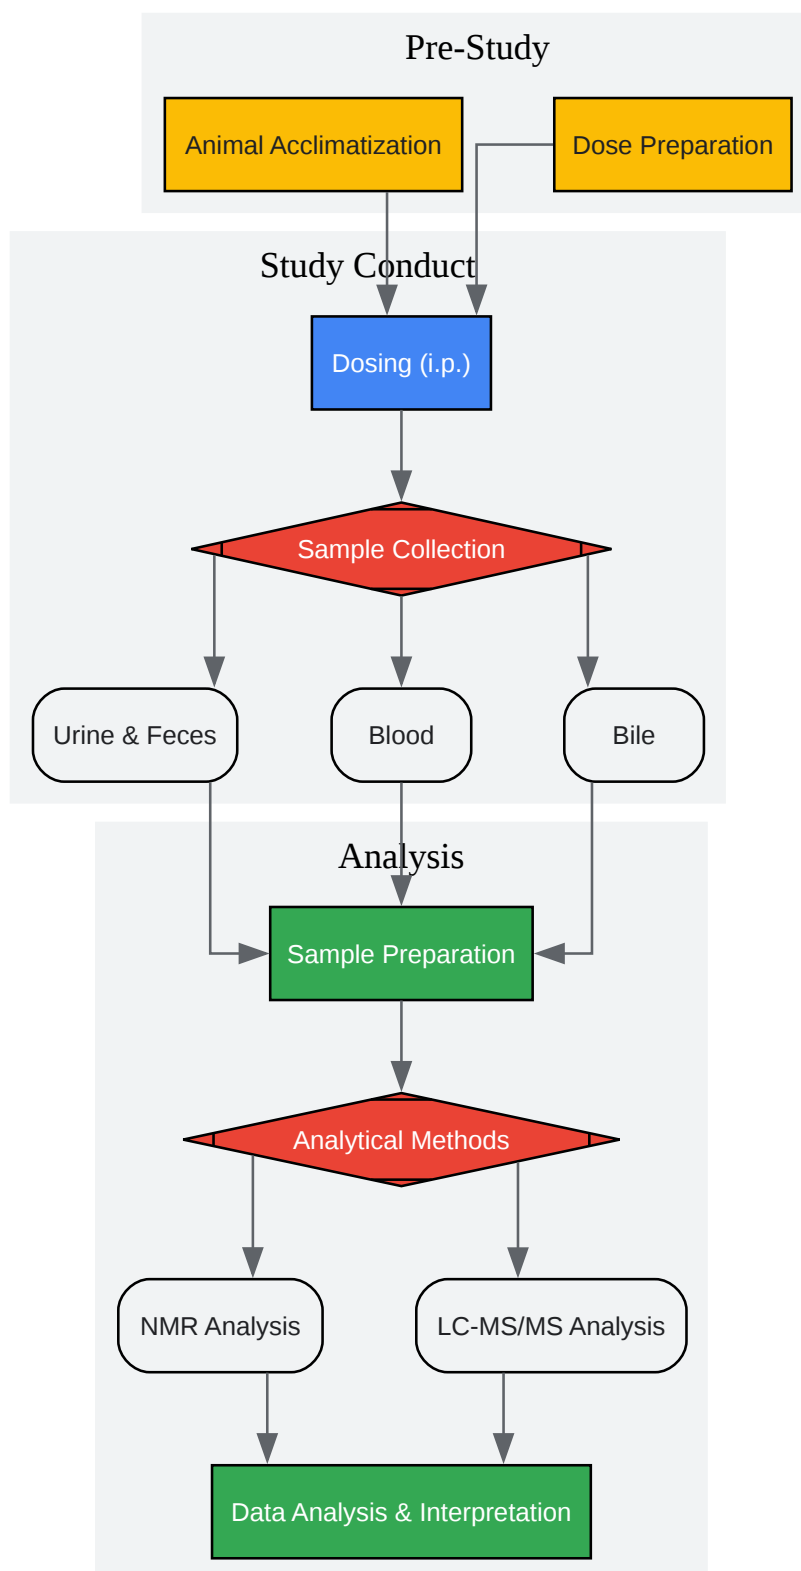 Pre-Study
Animal Acclimatization
Dose Preparation
Study Conduct
Dosing (i.p.)
Sample Collection
Urine & Feces
Blood
Bile
Analysis
Sample Preparation
Analytical Methods
NMR Analysis
LC-MS/MS Analysis
Data Analysis & Interpretation